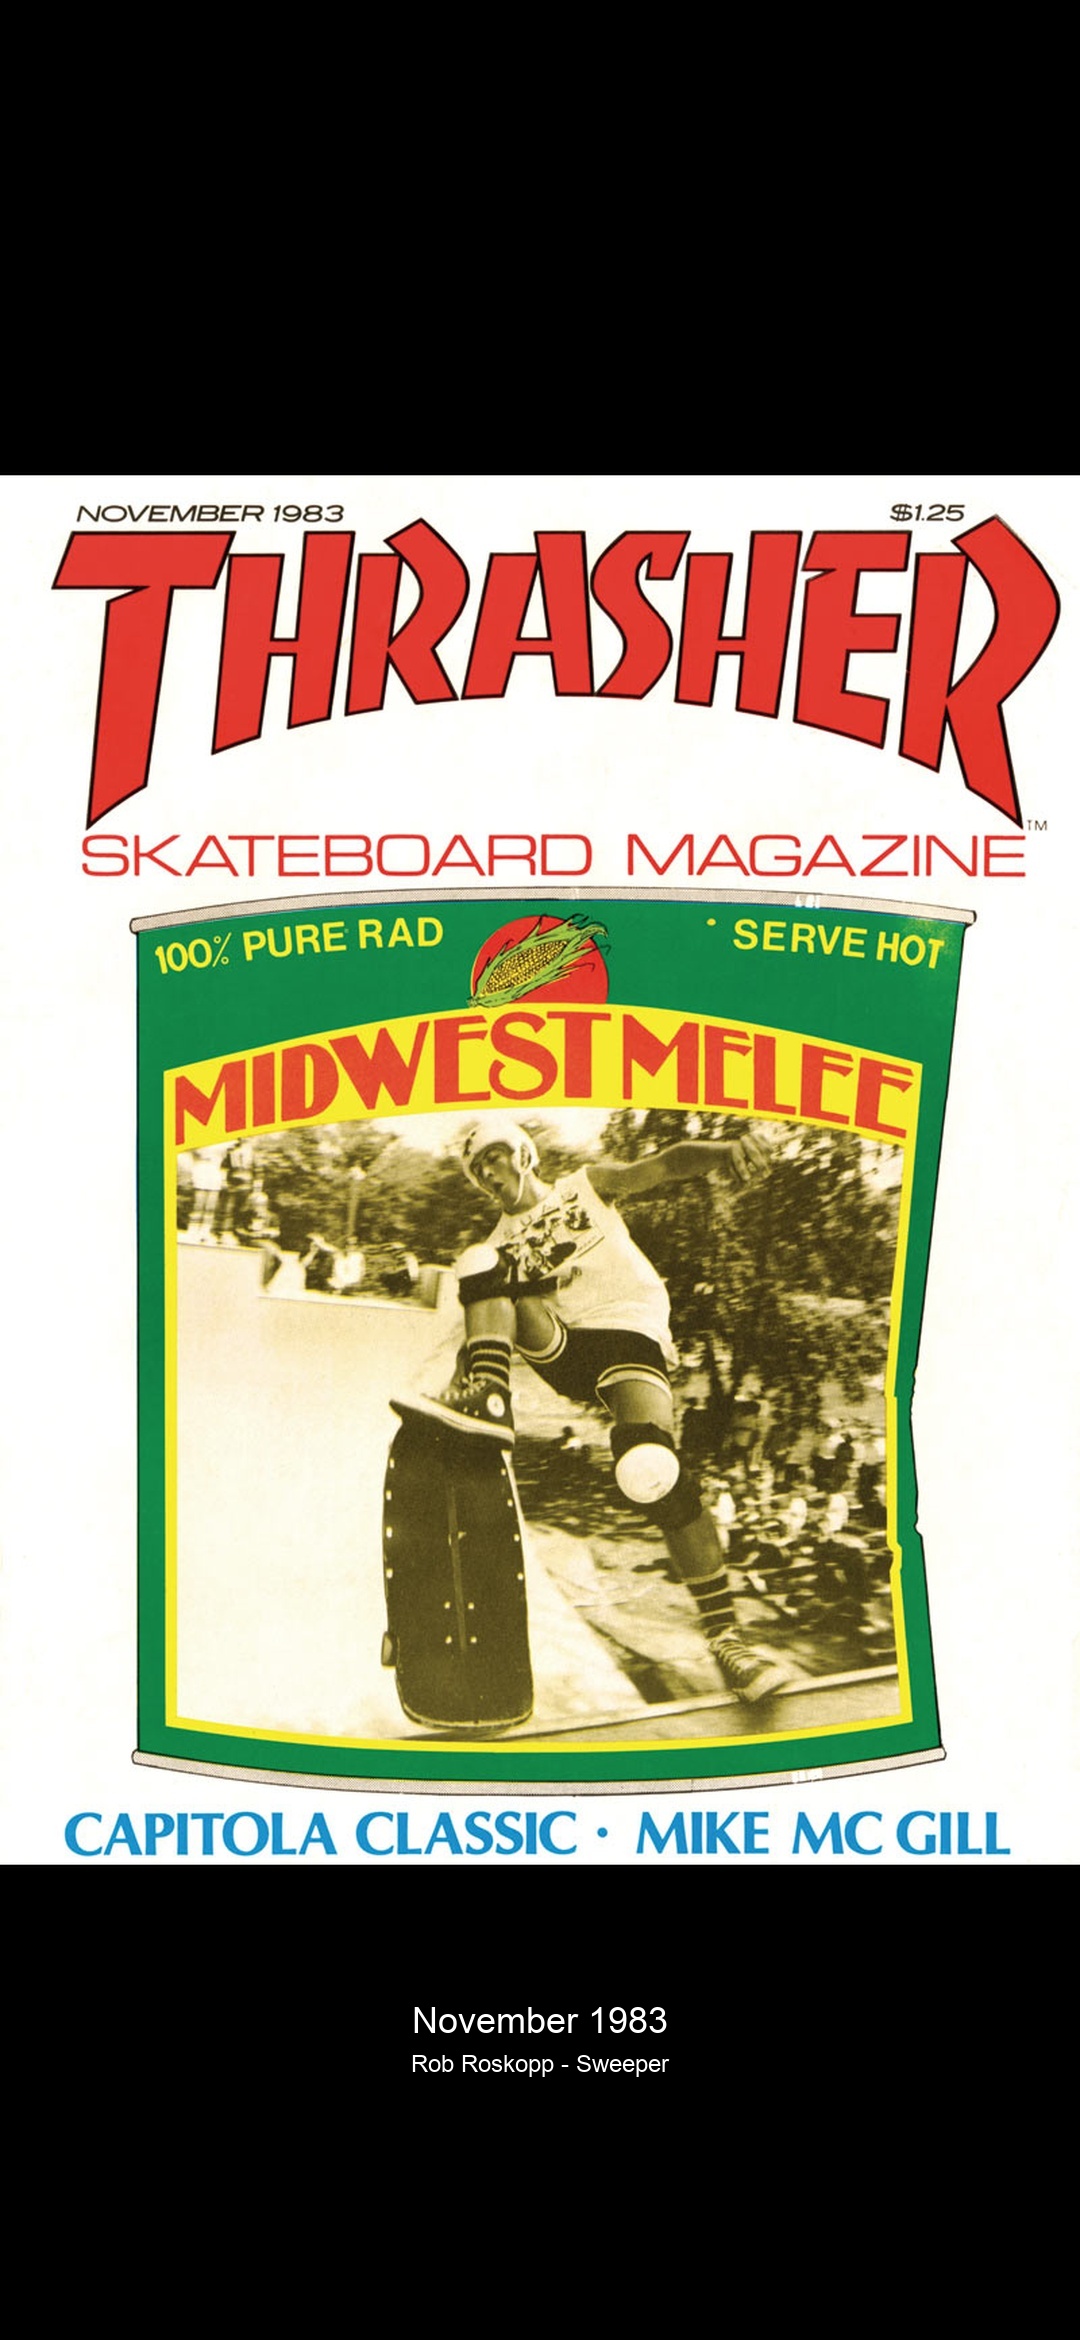 NOVEMBER 1983 $1.25
THRASHER TM
SKATEBOARD MAGAZINE
100% PURE RAD SERVE HOT
MIDWEST MELEE
CAPITOLA CLASSIC • MIKE MC GILL
November 1983
Rob Roskopp - Sweeper